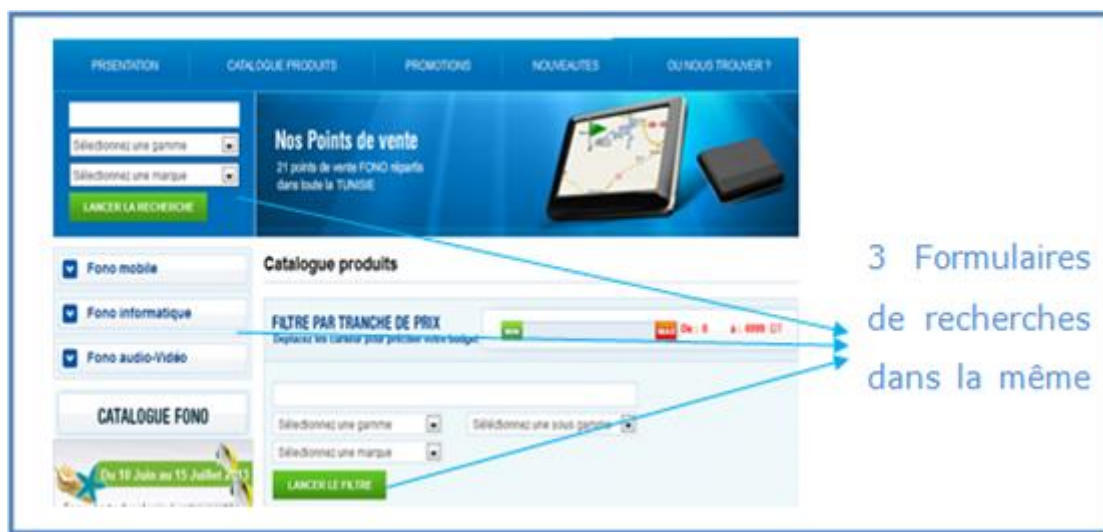 PRSENTATION
CATALOGUE PRODUITS
PROMOTIONS
NOUVEAUTES
OU NOUS TROUVER ?
Sélectionnez une gamme
Sélectionnez une marque
LANCER LA RECHERCHE
Nos Points de vente
21 points de vente FONO répartis
dans toute la TUNISIE
Fono mobile
Fono informatique
Fono audio-Vidéo
CATALOGUE FONO
Du 10 Juin au 15 Juillet 2013
Catalogue produits
FILTRE PAR TRANCHE DE PRIX
Déplacez les curseur pour préciser votre budget
MIN
MAX
De : 0 à : 4000 DT
Sélectionnez une gamme
Sélectionnez une sous gamme
Sélectionnez une marque
LANCER LE FILTRE
3 Formulaires
de recherches
dans la même